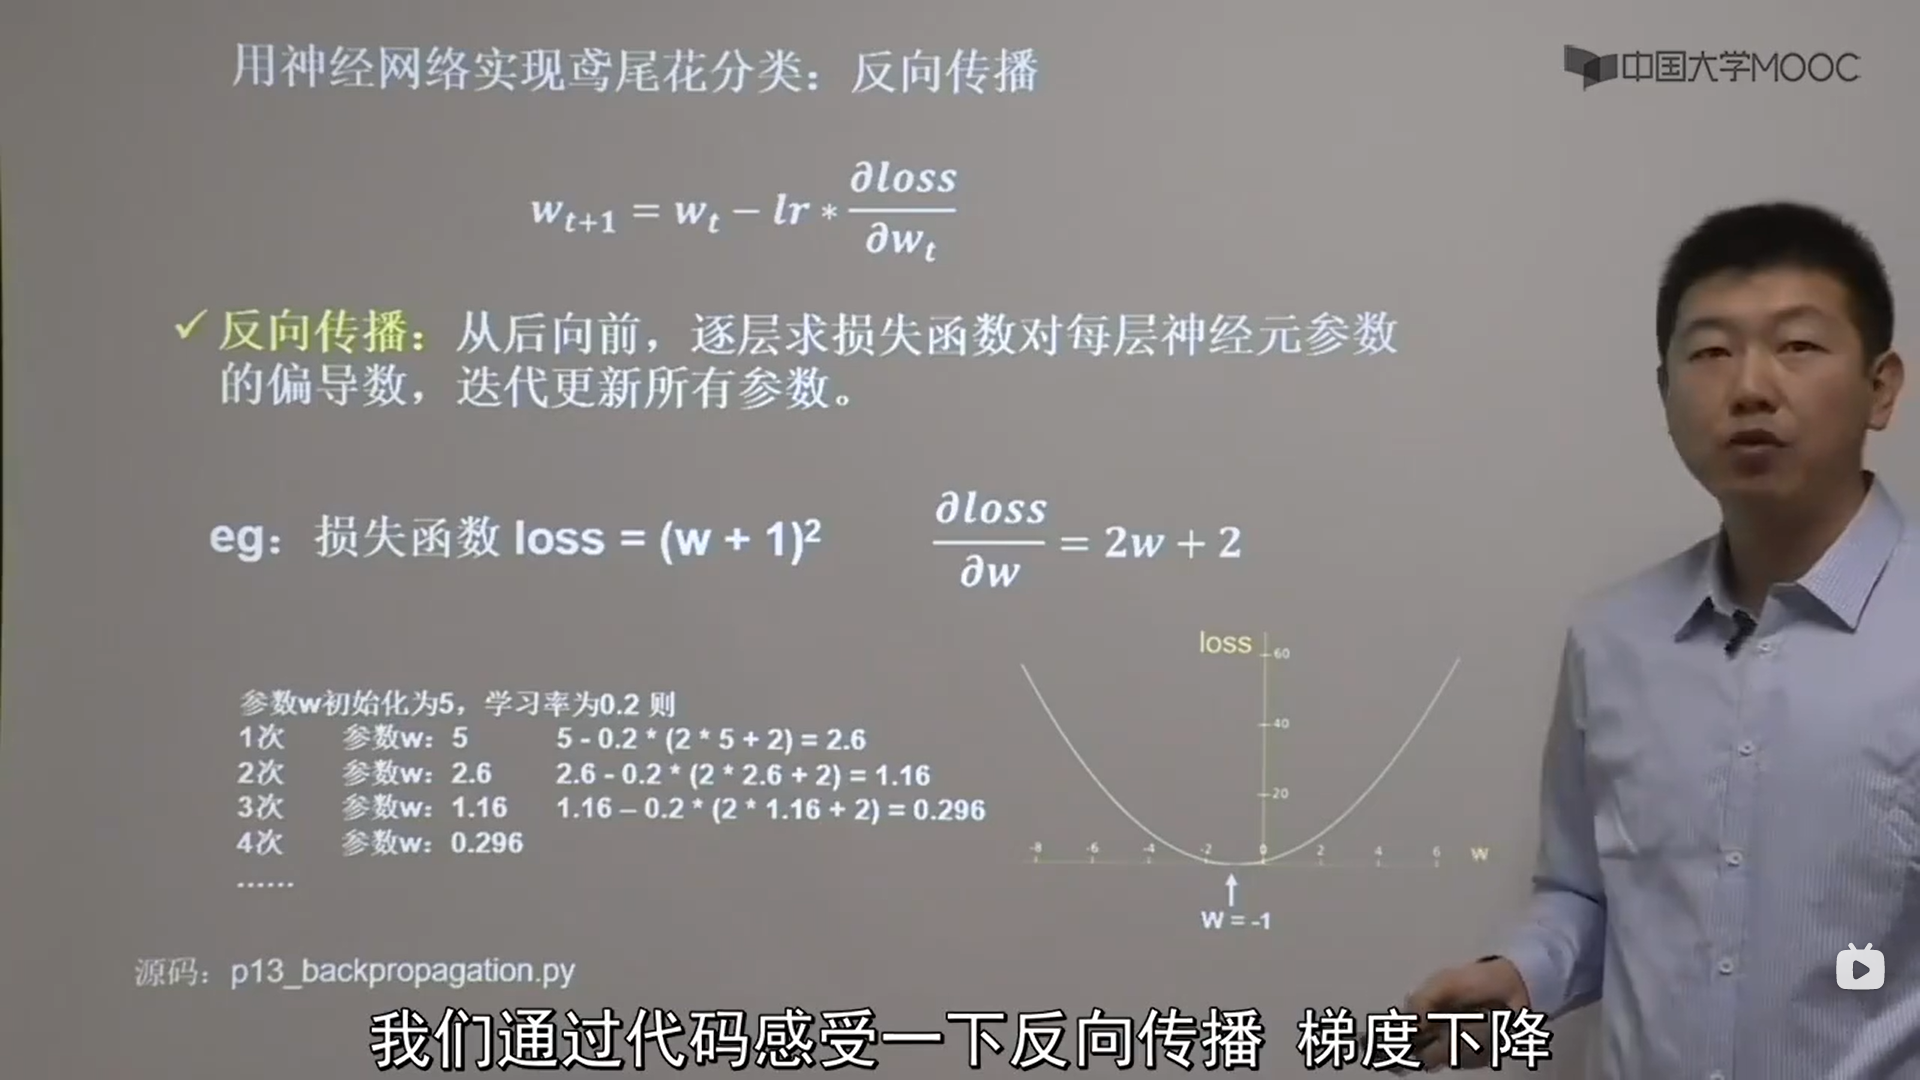 用神经网络实现鸢尾花分类：反向传播
中国大学MOOC
w_{t+1} = w_t − lr * ∂loss/∂w_t
✓反向传播：从后向前，逐层求损失函数对每层神经元参数
的偏导数，迭代更新所有参数。
eg：损失函数 loss = (w + 1)² ∂loss/∂w = 2w + 2
参数w初始化为5，学习率为0.2 则
1次 参数w：5 5 - 0.2 * (2 * 5 + 2) = 2.6
2次 参数w：2.6 2.6 - 0.2 * (2 * 2.6 + 2) = 1.16
3次 参数w：1.16 1.16 – 0.2 * (2 * 1.16 + 2) = 0.296
4次 参数w：0.296
......
loss
60
40
20
-8 -6 -4 -2 0 2 4 6 w
W = -1
源码：p13_backpropagation.py
我们通过代码感受一下反向传播 梯度下降